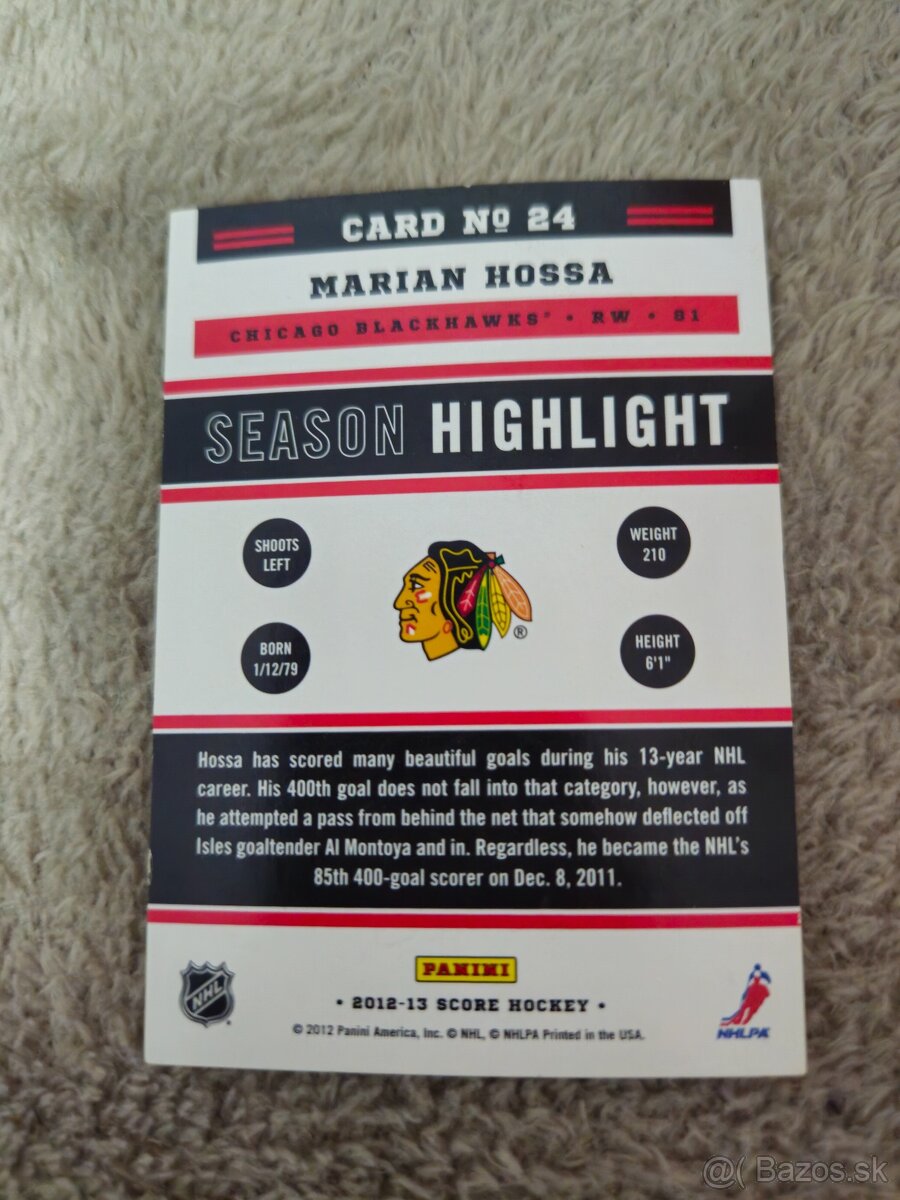 CARD Nº 24
MARIAN HOSSA
CHICAGO BLACKHAWKS® • RW • 81
SEASON HIGHLIGHT
SHOOTS
LEFT
WEIGHT
210
®
BORN
1/12/79
HEIGHT
6'1"
Hossa has scored many beautiful goals during his 13-year NHL
career. His 400th goal does not fall into that category, however, as
he attempted a pass from behind the net that somehow deflected off
Isles goaltender Al Montoya and in. Regardless, he became the NHL's
85th 400-goal scorer on Dec. 8, 2011.
PANINI
NHL
• 2012-13 SCORE HOCKEY •
© 2012 Panini America, Inc. © NHL, © NHLPA Printed in the USA.
NHLPA
@( Bazos.sk